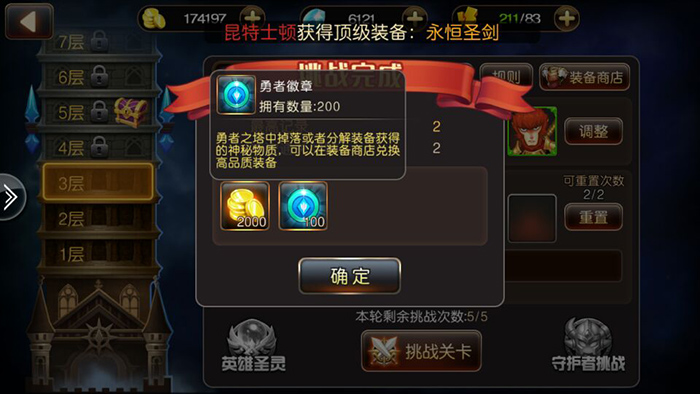 174197
6121
211/83
昆特士顿获得顶级装备：永恒圣剑
挑战完成
规则
装备商店
7层
6层
5层
4层
3层
2层
1层
勇者徽章
拥有数量:200
勇者之塔中掉落或者分解装备获得
的神秘物质，可以在装备商店兑换
高品质装备
2
2
调整
可重置次数
2/2
重置
2000
100
确定
本轮剩余挑战次数:5/5
英雄圣灵
挑战关卡
守护者挑战